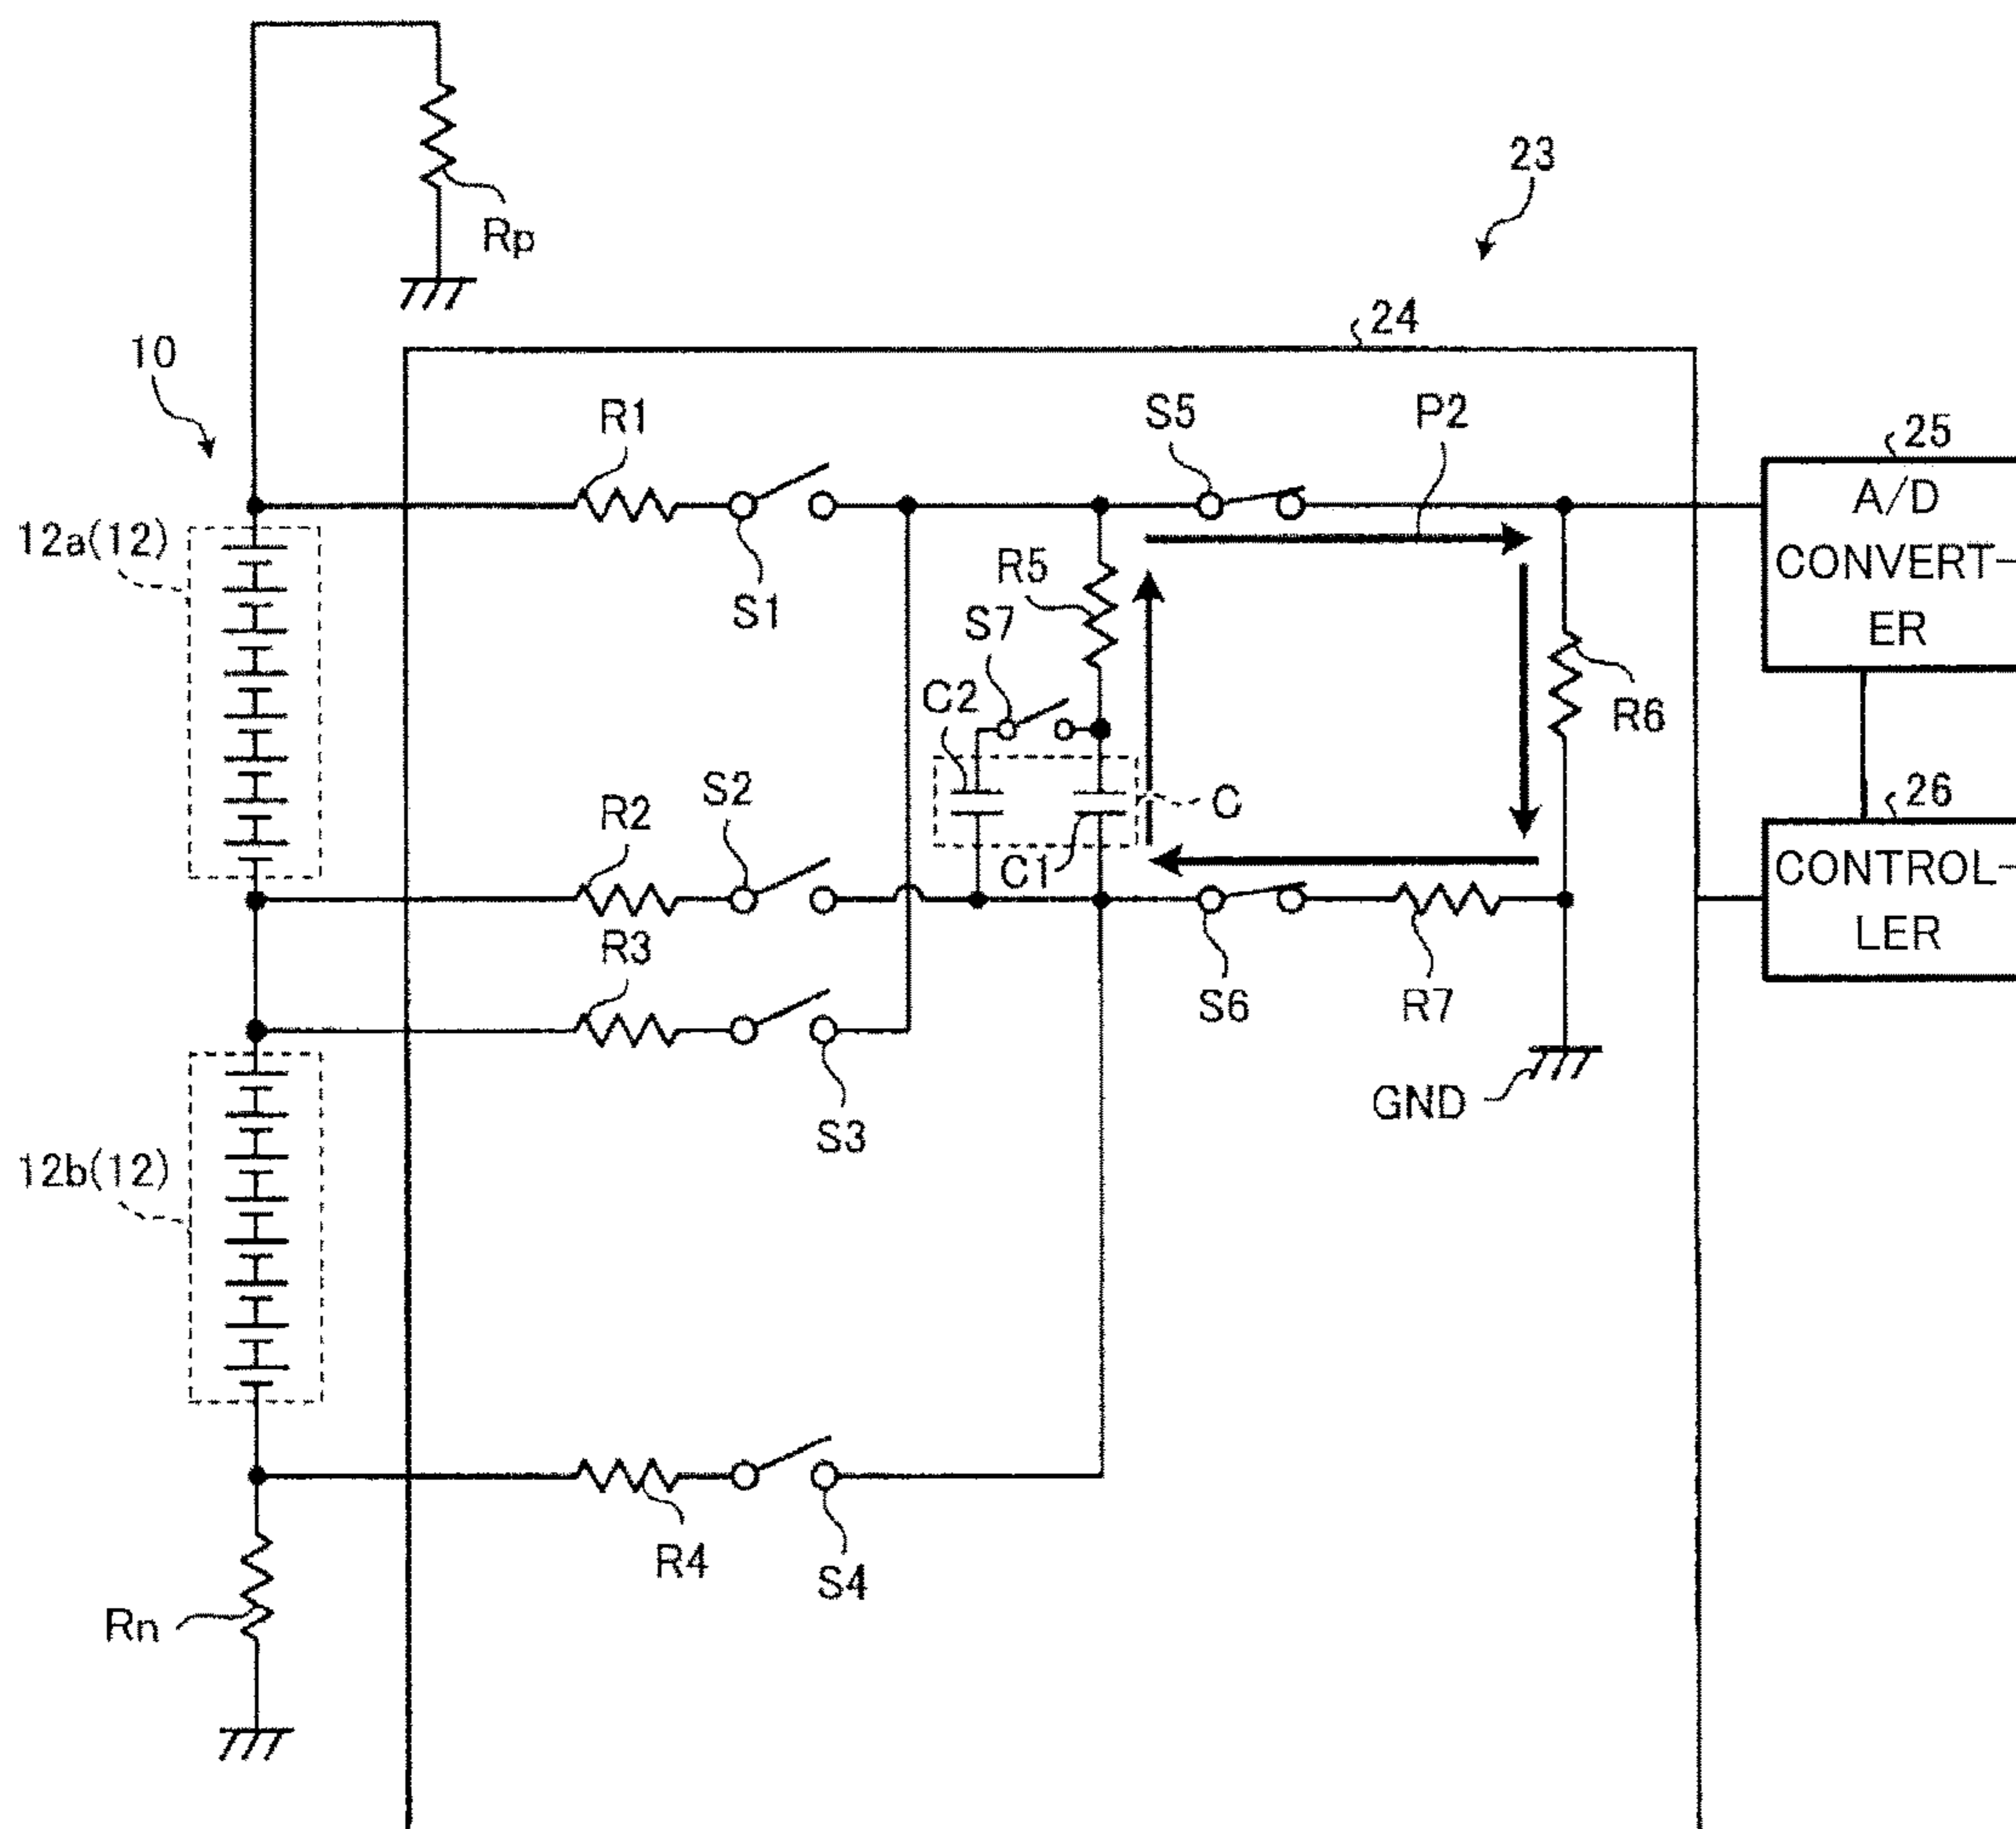 Rp
23
24
10
R1
S5
P2
25
A/D
CONVERT-
ER
12a(12)
S1
R5
S7
C2
R6
C
26
CONTROL-
LER
R2
S2
C1
R3
S6
R7
GND
S3
12b(12)
R4
S4
Rn